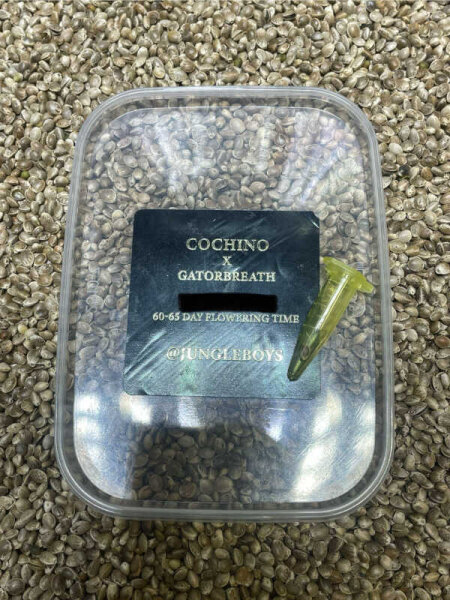 COCHINO
X
GATORBREATH
60-65 DAY FLOWERING TIME
@JUNGLEBOYS